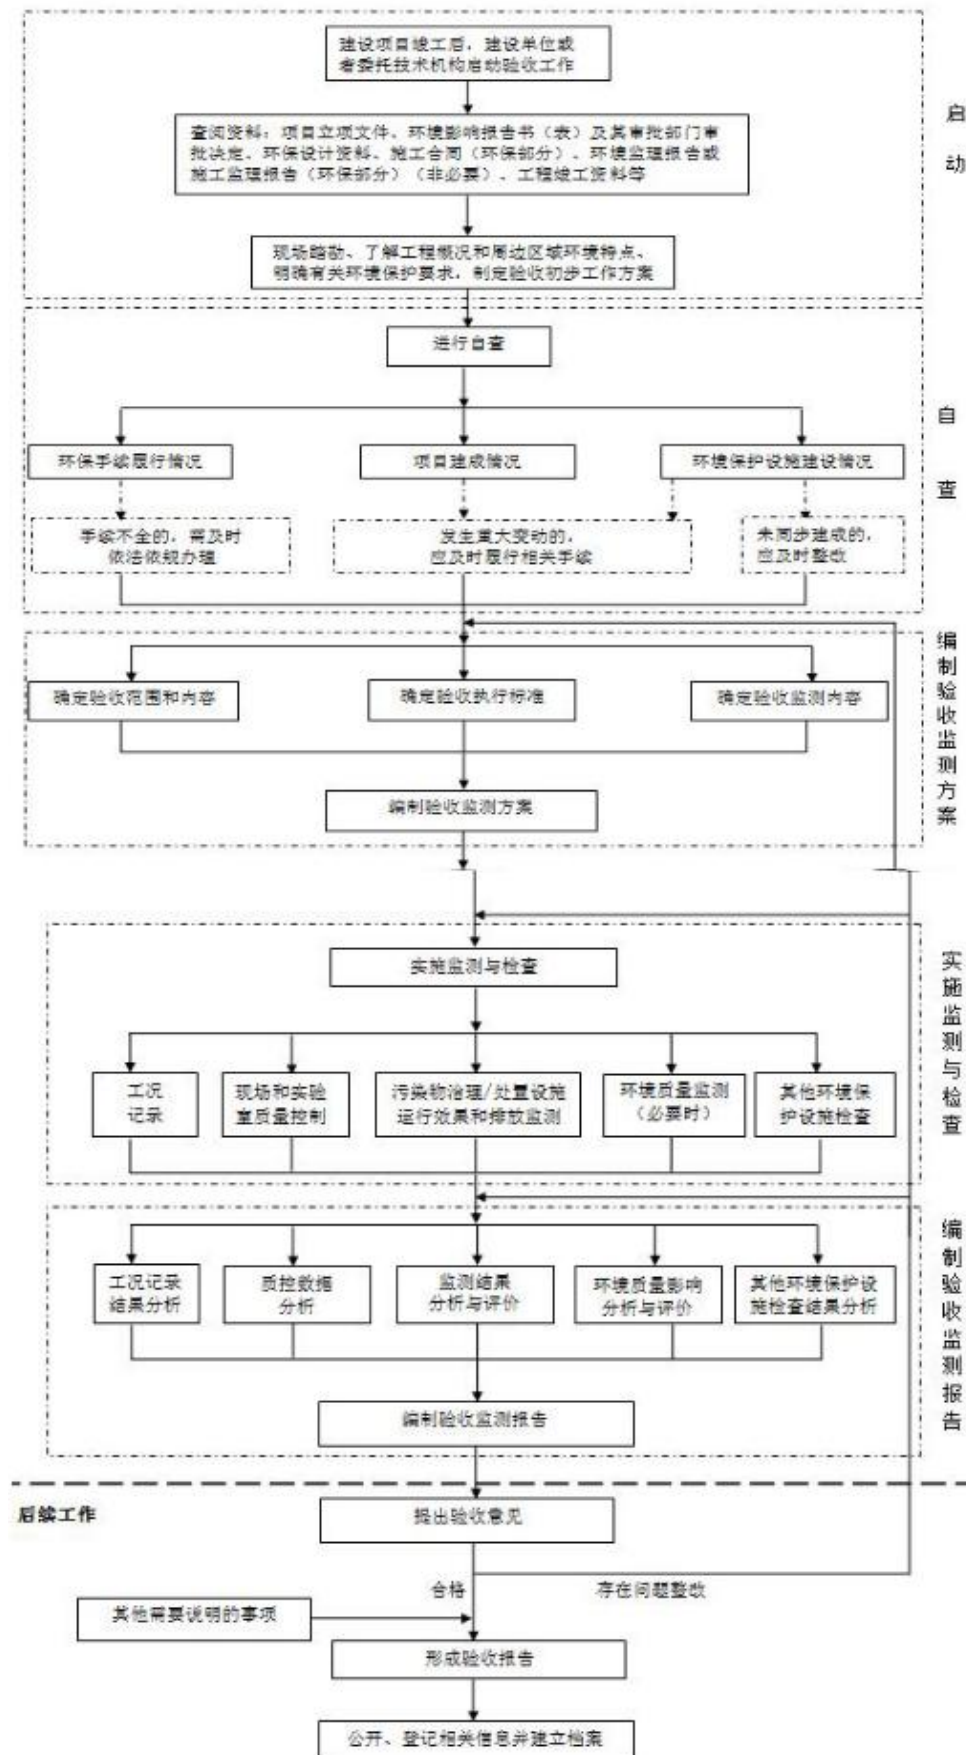 建设项目竣工后，建设单位或
者委托技术机构启动验收工作
启
动
查阅资料：项目立项文件、环境影响报告书（表）及其审批部门审
批决定、环保设计资料、施工合同（环保部分）、环境监理报告或
施工监理报告（环保部分）（非必要）、工程竣工资料等
现场踏勘、了解工程概况和周边区域环境特点、
明确有关环境保护要求，制定验收初步工作方案
进行自查
自
查
环保手续履行情况
项目建成情况
环境保护设施建设情况
手续不全的，需及时
依法依规办理
发生重大变动的，
应及时履行相关手续
未同步建成的，
应及时整改
编制验收监测方案
确定验收范围和内容
确定验收执行标准
确定验收监测内容
编制验收监测方案
实施监测与检查
实施监测与检查
工况
记录
现场和实验
室质量控制
污染物治理/处置设施
运行效果和排放监测
环境质量监测
（必要时）
其他环境保
护设施检查
编制验收监测报告
工况记录
结果分析
质控数据
分析
监测结果
分析与评价
环境质量影响
分析与评价
其他环境保护设
施检查结果分析
编制验收监测报告
后续工作
提出验收意见
合格
存在问题整改
其他需要说明的事项
形成验收报告
公开、登记相关信息并建立档案